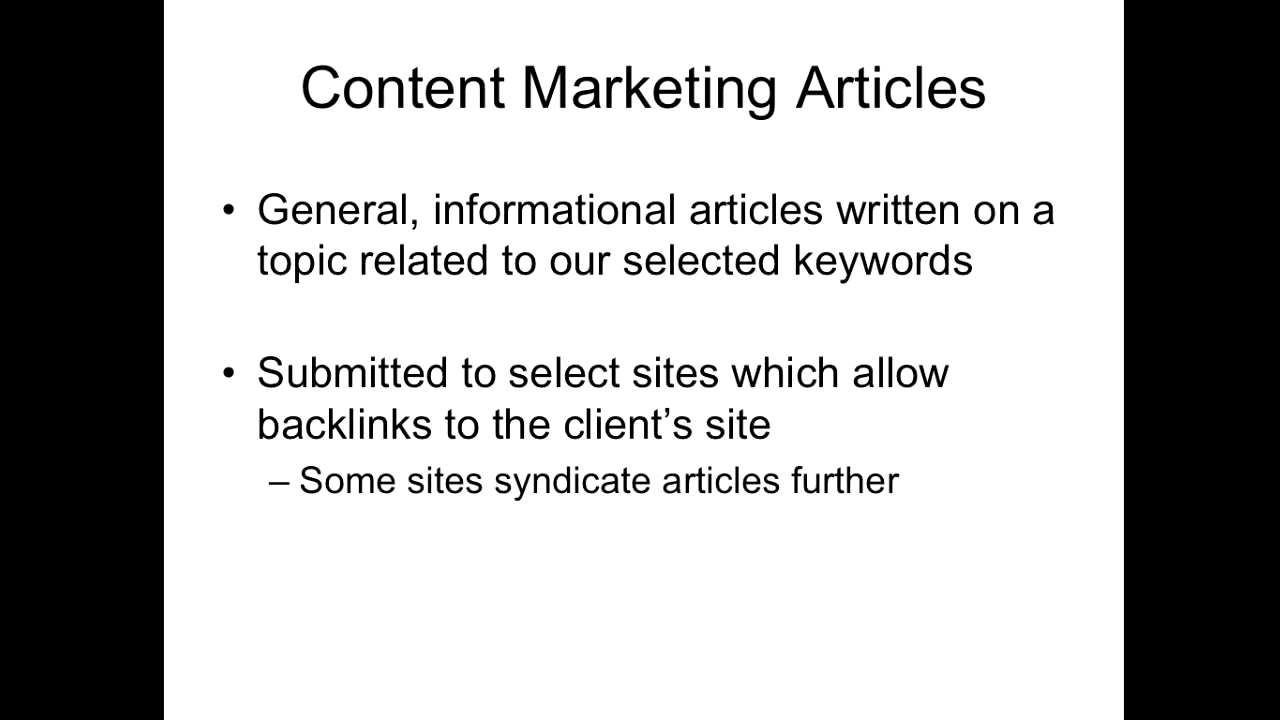 Content Marketing Articles
• General, informational articles written on a
topic related to our selected keywords
• Submitted to select sites which allow
backlinks to the client’s site
– Some sites syndicate articles further